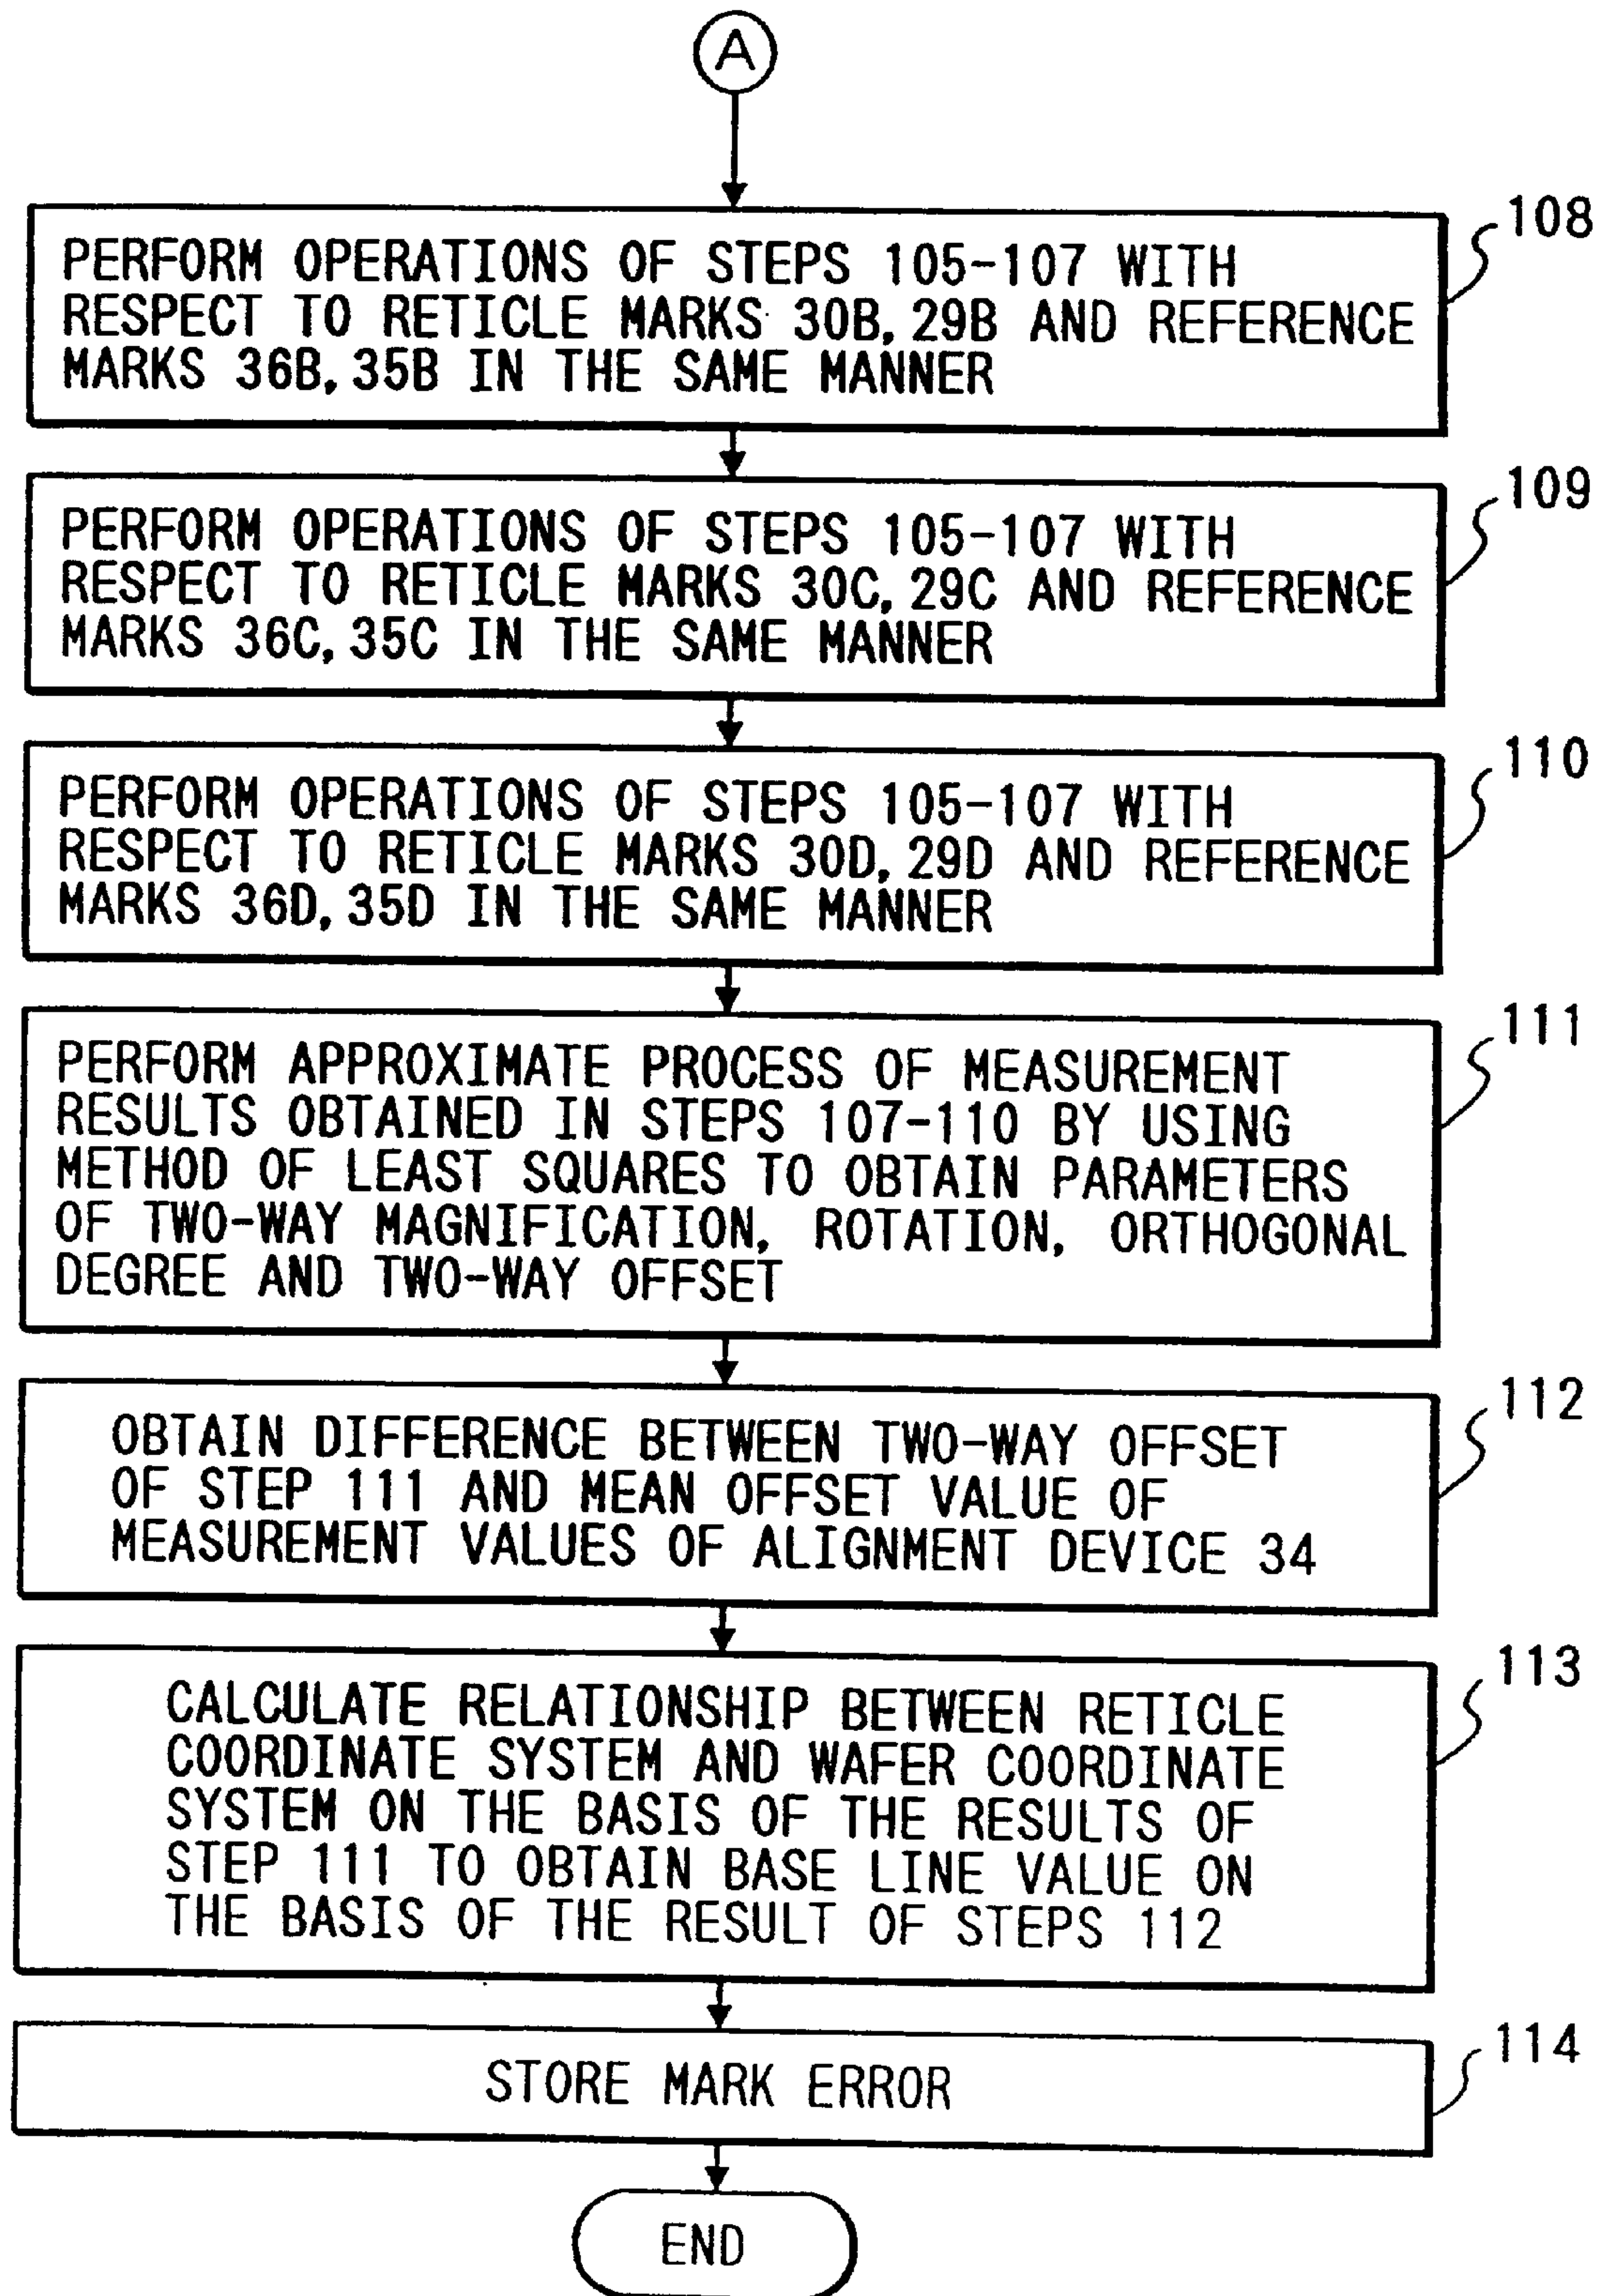 A
108
PERFORM OPERATIONS OF STEPS 105-107 WITH
RESPECT TO RETICLE MARKS 30B, 29B AND REFERENCE
MARKS 36B, 35B IN THE SAME MANNER
109
PERFORM OPERATIONS OF STEPS 105-107 WITH
RESPECT TO RETICLE MARKS 30C, 29C AND REFERENCE
MARKS 36C, 35C IN THE SAME MANNER
110
PERFORM OPERATIONS OF STEPS 105-107 WITH
RESPECT TO RETICLE MARKS 30D, 29D AND REFERENCE
MARKS 36D, 35D IN THE SAME MANNER
111
PERFORM APPROXIMATE PROCESS OF MEASUREMENT
RESULTS OBTAINED IN STEPS 107-110 BY USING
METHOD OF LEAST SQUARES TO OBTAIN PARAMETERS
OF TWO-WAY MAGNIFICATION, ROTATION, ORTHOGONAL
DEGREE AND TWO-WAY OFFSET
112
OBTAIN DIFFERENCE BETWEEN TWO-WAY OFFSET
OF STEP 111 AND MEAN OFFSET VALUE OF
MEASUREMENT VALUES OF ALIGNMENT DEVICE 34
113
CALCULATE RELATIONSHIP BETWEEN RETICLE
COORDINATE SYSTEM AND WAFER COORDINATE
SYSTEM ON THE BASIS OF THE RESULTS OF
STEP 111 TO OBTAIN BASE LINE VALUE ON
THE BASIS OF THE RESULT OF STEPS 112
114
STORE MARK ERROR
END